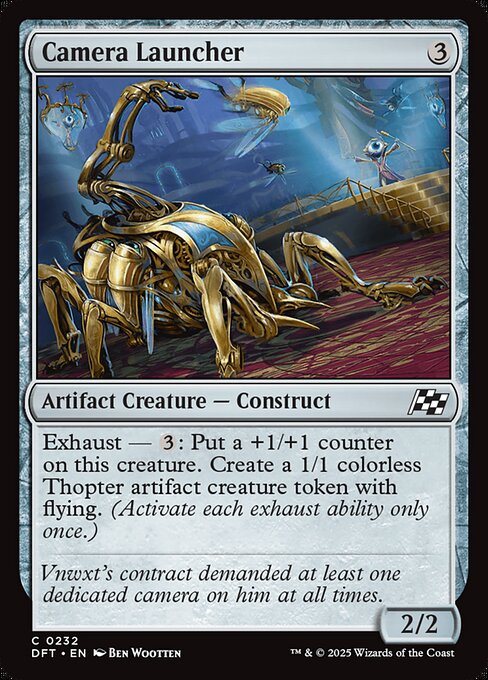 Camera Launcher 3
Artifact Creature — Construct
Exhaust — 3: Put a +1/+1 counter
on this creature. Create a 1/1 colorless
Thopter artifact creature token with
flying. (Activate each exhaust ability only
once.)
Vnwxt's contract demanded at least one
dedicated camera on him at all times.
2/2
C 0232
DFT • EN Ben Wootten
™ & © 2025 Wizards of the Coast